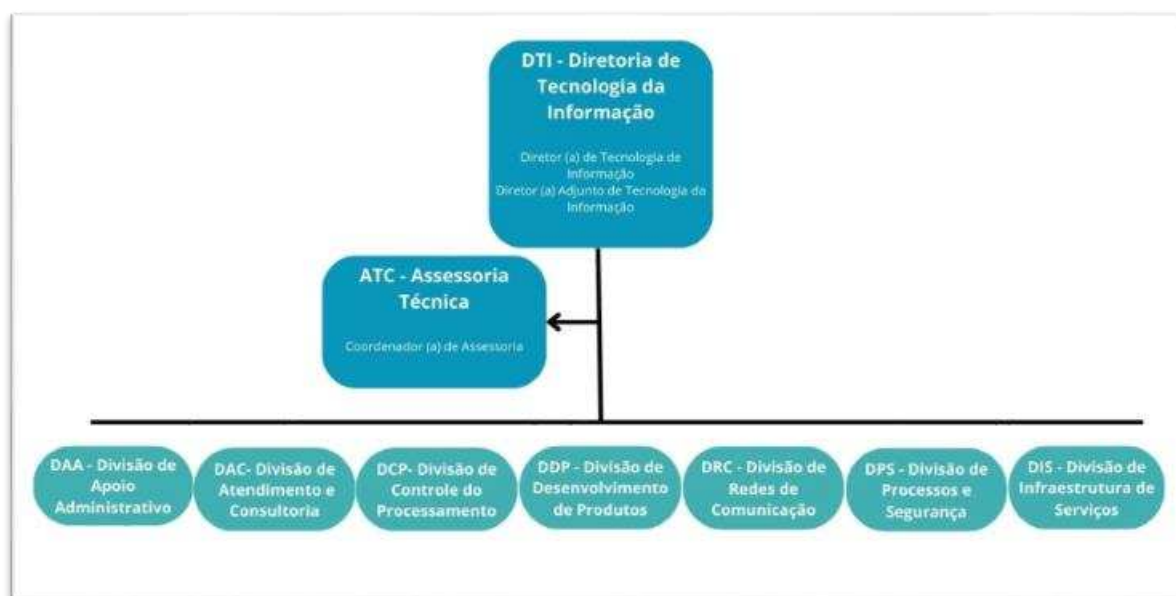 DTI - Diretoria de
Tecnologia da
Informação
Diretor (a) de Tecnologia de
Informação
Diretor (a) Adjunto de Tecnologia da
Informação
ATC - Assessoria
Técnica
Coordenador (a) de Assessoria
DAA - Divisão de
Apoio
Administrativo
DAC- Divisão de
Atendimento e
Consultoria
DCP- Divisão de
Controle do
Processamento
DDP - Divisão de
Desenvolvimento
de Produtos
DRC - Divisão de
Redes de
Comunicação
DPS - Divisão de
Processos e
Segurança
DIS - Divisão de
Infraestrutura de
Serviços